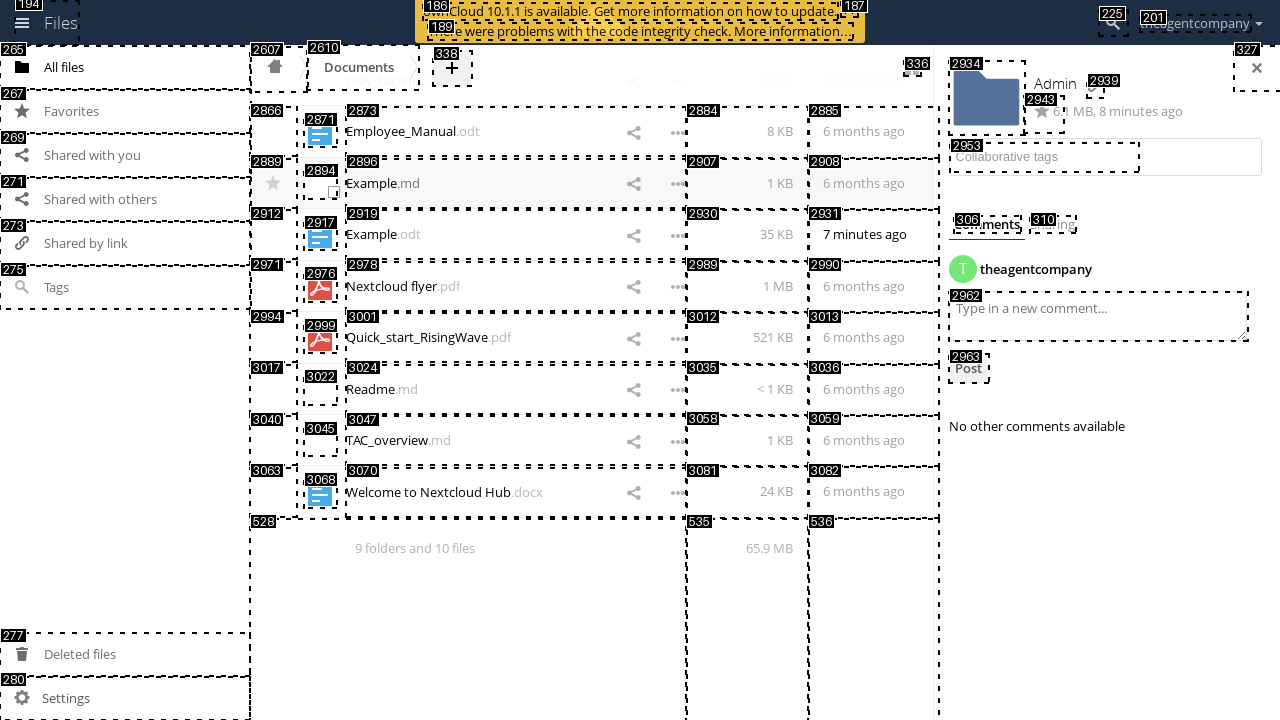 194
Files
186
ownCloud 10.1.1 is available. Get more information on how to update.
187
189
There were problems with the code integrity check. More information…
225
201
theagentcompany
265
All files
267
Favorites
269
Shared with you
271
Shared with others
273
Shared by link
275
Tags
277
Deleted files
280
Settings
2607
2610
Documents
338
+
336
2866
2871
2873
Employee_Manual.odt
2884
8 KB
2885
6 months ago
2889
2894
2896
Example.md
2907
1 KB
2908
6 months ago
2912
2917
2919
Example.odt
2930
35 KB
2931
7 minutes ago
2971
2976
2978
Nextcloud flyer.pdf
2989
1 MB
2990
6 months ago
2994
2999
3001
Quick_start_RisingWave.pdf
3012
521 KB
3013
6 months ago
3017
3022
3024
Readme.md
3035
< 1 KB
3036
6 months ago
3040
3045
3047
TAC_overview.md
3058
1 KB
3059
6 months ago
3063
3068
3070
Welcome to Nextcloud Hub.docx
3081
24 KB
3082
6 months ago
528
9 folders and 10 files
535
65.9 MB
536
327
2934
Admin
2939
2943
6.1 MB, 8 minutes ago
2953
Collaborative tags
306
Comments
310
Sharing
T
theagentcompany
2962
Type in a new comment...
2963
Post
No other comments available